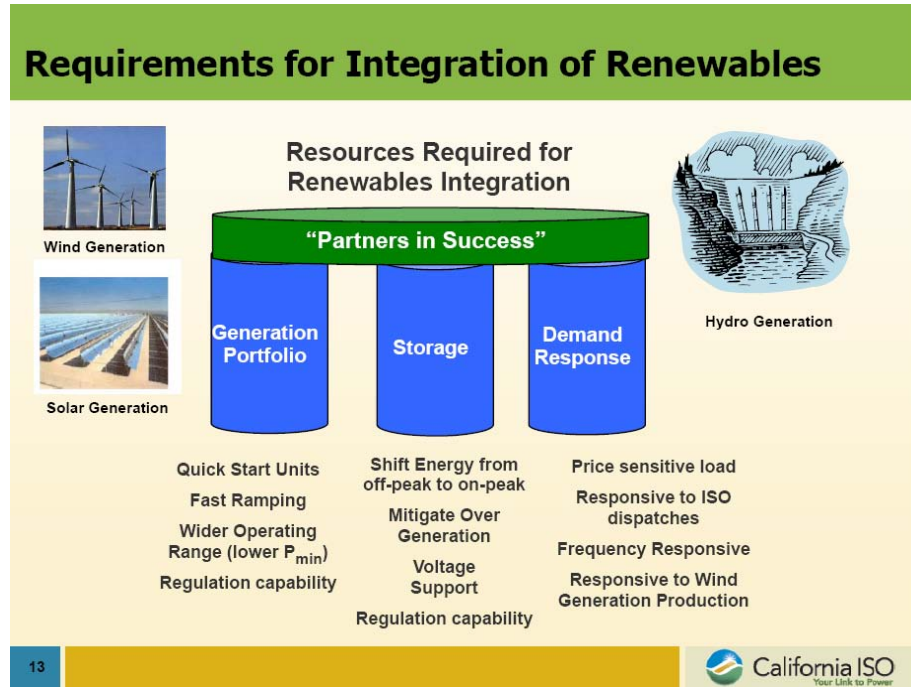 Requirements for Integration of Renewables
Resources Required for
Renewables Integration
Wind Generation
Solar Generation
Hydro Generation
“Partners in Success”
Generation
Portfolio
Storage
Demand
Response
Quick Start Units
Fast Ramping
Wider Operating
Range (lower Pmin)
Regulation capability
Shift Energy from
off-peak to on-peak
Mitigate Over
Generation
Voltage
Support
Regulation capability
Price sensitive load
Responsive to ISO
dispatches
Frequency Responsive
Responsive to Wind
Generation Production
13
California ISO
Your Link to Power